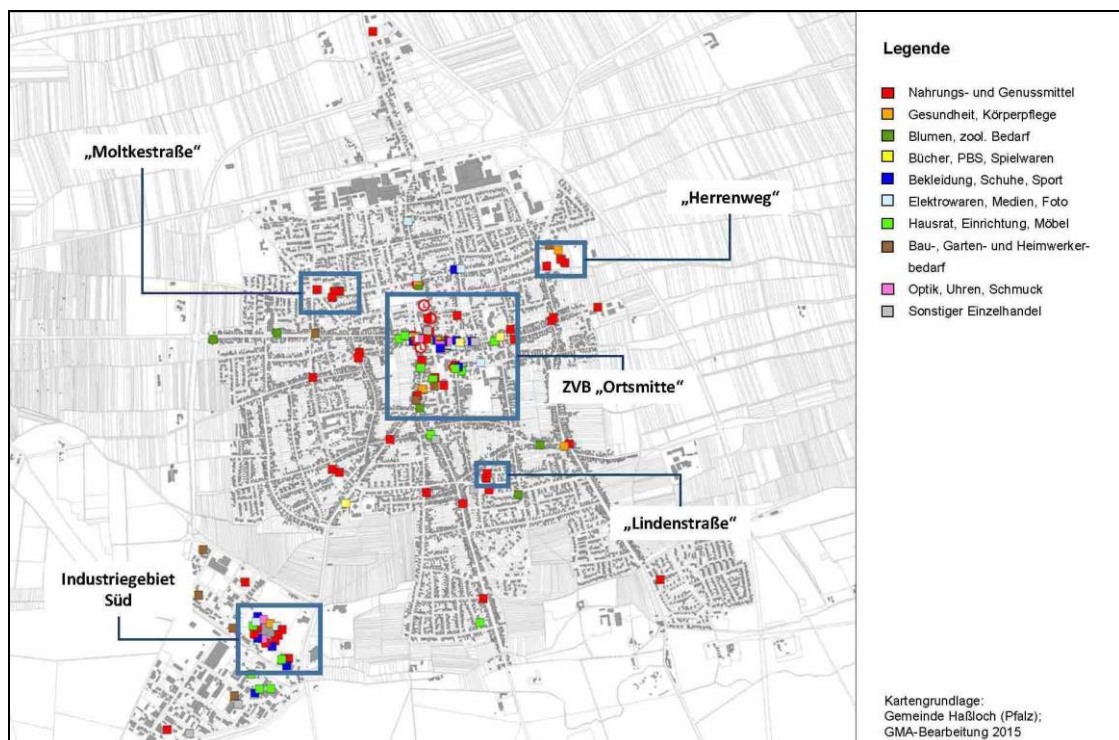 „Moltkestraße“
„Herrenweg“
ZVB „Ortsmitte“
„Lindenstraße“
Industriegebiet
Süd
Legende
Nahrungs- und Genussmittel
Gesundheit, Körperpflege
Blumen, zool. Bedarf
Bücher, PBS, Spielwaren
Bekleidung, Schuhe, Sport
Elektrowaren, Medien, Foto
Hausrat, Einrichtung, Möbel
Bau-, Garten- und Heimwerker-
bedarf
Optik, Uhren, Schmuck
Sonstiger Einzelhandel
Kartengrundlage:
Gemeinde Haßloch (Pfalz);
GMA-Bearbeitung 2015